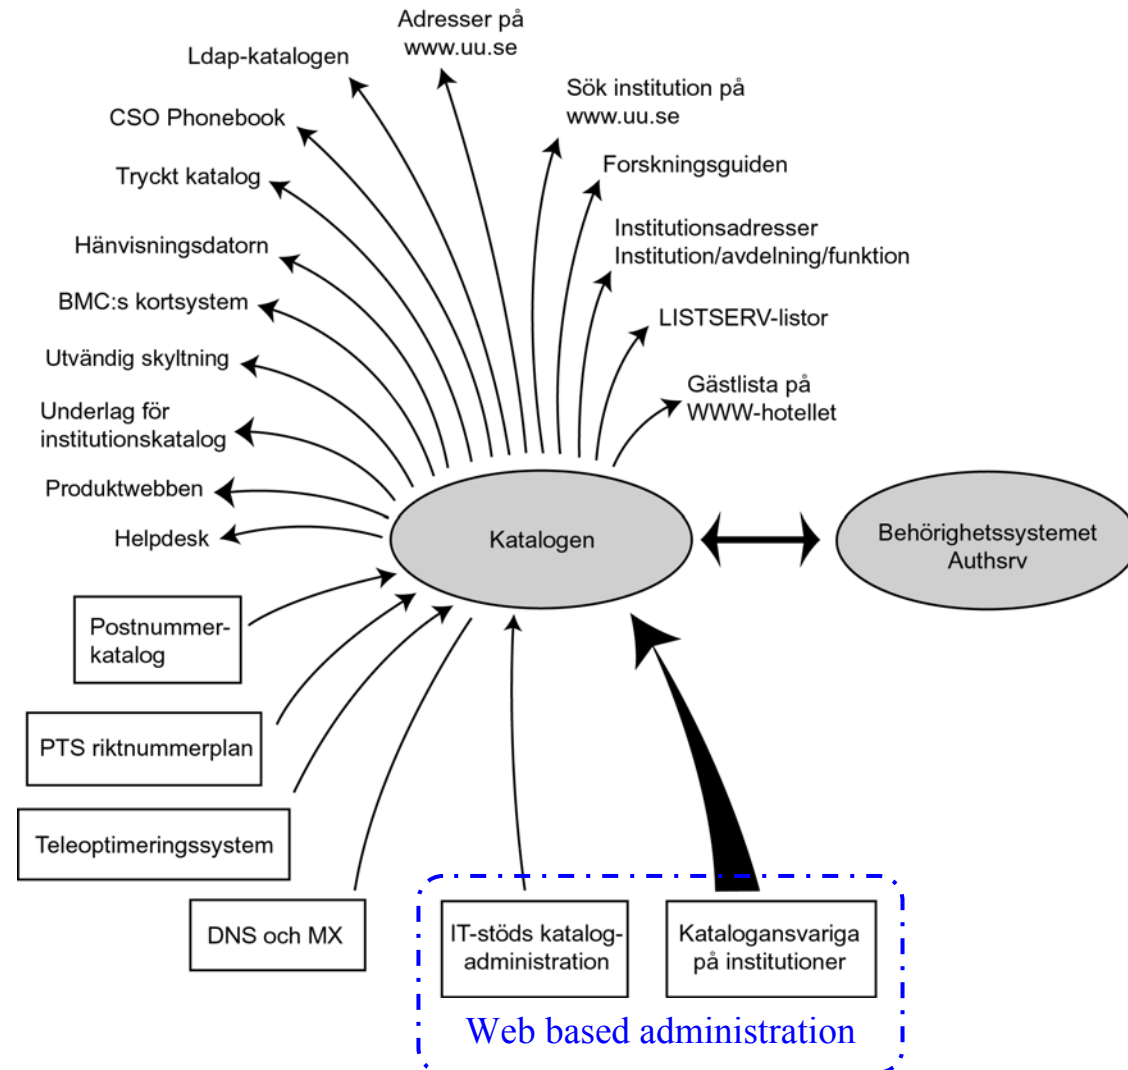 Adresser på
www.uu.se
Ldap-katalogen
Sök institution på
www.uu.se
CSO Phonebook
Forskningsguiden
Tryckt katalog
Institutionsadresser
Institution/avdelning/funktion
Hänvisningsdatorn
BMC:s kortsystem
LISTSERV-listor
Utvändig skyltning
Gästlista på
WWW-hotellet
Underlag för
institutionskatalog
Produktwebben
Helpdesk
Katalogen
Behörighetssystemet
Authsrv
Postnummer-
katalog
PTS riktnummerplan
Teleoptimeringssystem
DNS och MX
IT-stöds katalog-
administration
Katalogansvariga
på institutioner
Web based administration